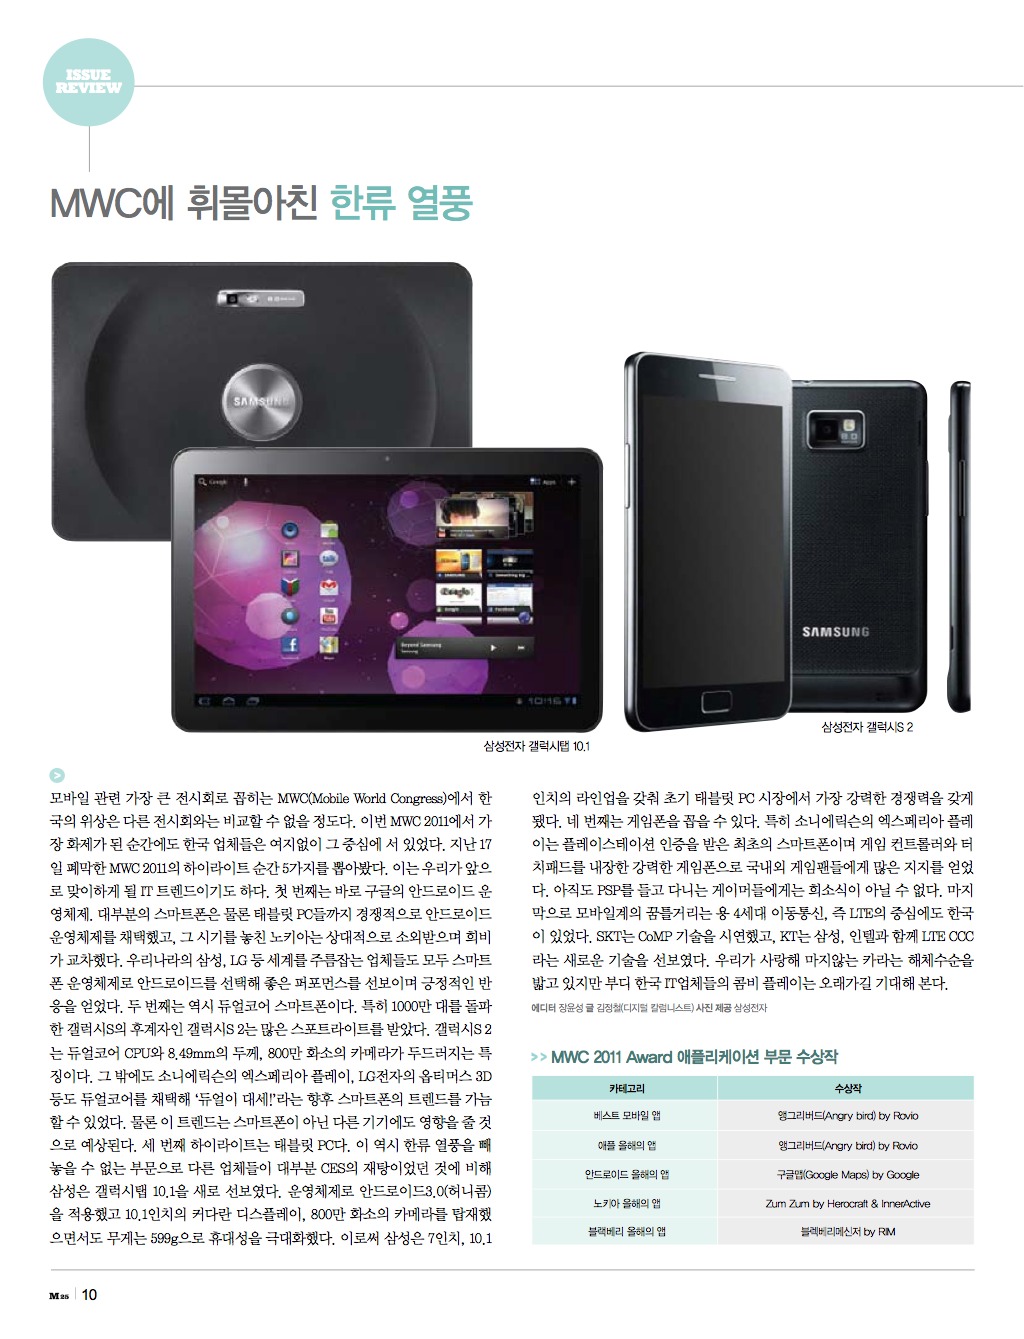 ISSUE
REVIEW
MWC에 휘몰아친 한류 열풍
SAMSUNG
Google
Apps
Beyond Samsung
Samsung
10:16
SAMSUNG
삼성전자 갤럭시탭 10.1
삼성전자 갤럭시S 2
모바일 관련 가장 큰 전시회로 꼽히는 MWC(Mobile World Congress)에서 한
국의 위상은 다른 전시회와는 비교할 수 없을 정도다. 이번 MWC 2011에서 가
장 화제가 된 순간에도 한국 업체들은 여지없이 그 중심에 서 있었다. 지난 17
일 폐막한 MWC 2011의 하이라이트 순간 5가지를 뽑아봤다. 이는 우리가 앞으
로 맞이하게 될 IT 트렌드이기도 하다. 첫 번째는 바로 구글의 안드로이드 운
영체제. 대부분의 스마트폰은 물론 태블릿 PC들까지 경쟁적으로 안드로이드
운영체제를 채택했고, 그 시기를 놓친 노키아는 상대적으로 소외받으며 희비
가 교차했다. 우리나라의 삼성, LG 등 세계를 주름잡는 업체들도 모두 스마트
폰 운영체제로 안드로이드를 선택해 좋은 퍼포먼스를 선보이며 긍정적인 반
응을 얻었다. 두 번째는 역시 듀얼코어 스마트폰이다. 특히 1000만 대를 돌파
한 갤럭시S의 후계자인 갤럭시S 2는 많은 스포트라이트를 받았다. 갤럭시S 2
는 듀얼코어 CPU와 8.49mm의 두께, 800만 화소의 카메라가 두드러지는 특
징이다. 그 밖에도 소니에릭슨의 엑스페리아 플레이, LG전자의 옵티머스 3D
등도 듀얼코어를 채택해 ‘듀얼이 대세!’라는 향후 스마트폰의 트렌드를 가늠
할 수 있었다. 물론 이 트렌드는 스마트폰이 아닌 다른 기기에도 영향을 줄 것
으로 예상된다. 세 번째 하이라이트는 태블릿 PC다. 이 역시 한류 열풍을 빼
놓을 수 없는 부문으로 다른 업체들이 대부분 CES의 재탕이었던 것에 비해
삼성은 갤럭시탭 10.1을 새로 선보였다. 운영체제로 안드로이드3.0(허니콤)
을 적용했고 10.1인치의 커다란 디스플레이, 800만 화소의 카메라를 탑재했
으면서도 무게는 599g으로 휴대성을 극대화했다. 이로써 삼성은 7인치, 10.1
인치의 라인업을 갖춰 초기 태블릿 PC 시장에서 가장 강력한 경쟁력을 갖게
됐다. 네 번째는 게임폰을 꼽을 수 있다. 특히 소니에릭슨의 엑스페리아 플레
이는 플레이스테이션 인증을 받은 최초의 스마트폰이며 게임 컨트롤러와 터
치패드를 내장한 강력한 게임폰으로 국내외 게임팬들에게 많은 지지를 얻었
다. 아직도 PSP를 들고 다니는 게이머들에게는 희소식이 아닐 수 없다. 마지
막으로 모바일계의 꿈틀거리는 용 4세대 이동통신, 즉 LTE의 중심에도 한국
이 있었다. SKT는 CoMP 기술을 시연했고, KT는 삼성, 인텔과 함께 LTE CCC
라는 새로운 기술을 선보였다. 우리가 사랑해 마지않는 카라는 해체수순을
밟고 있지만 부디 한국 IT업체들의 콤비 플레이는 오래가길 기대해 본다.
에디터 장윤성 글 김정철(디지털 칼럼니스트) 사진 제공 삼성전자
>> MWC 2011 Award 애플리케이션 부문 수상작
카테고리 수상작
베스트 모바일 앱 앵그리버드(Angry bird) by Rovio
애플 올해의 앱 앵그리버드(Angry bird) by Rovio
안드로이드 올해의 앱 구글맵(Google Maps) by Google
노키아 올해의 앱 Zum Zum by Herocraft & InnerActive
블랙베리 올해의 앱 블렉베리메신저 by RIM
M25 10